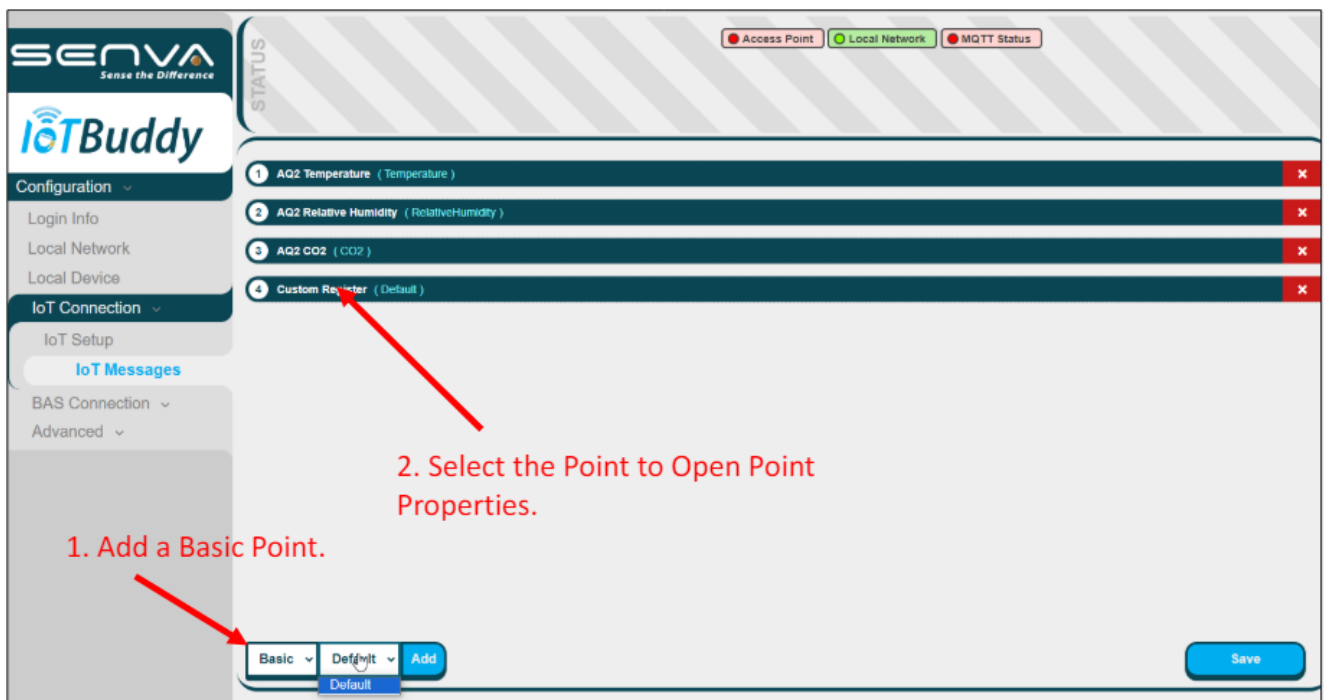 SENVA
Sense the Difference
IoTBuddy
Configuration
Login Info
Local Network
Local Device
IoT Connection
IoT Setup
IoT Messages
BAS Connection
Advanced
STATUS
Access Point
Local Network
MQTT Status
1 AQ2 Temperature ( Temperature )
2 AQ2 Relative Humidity ( RelativeHumidity )
3 AQ2 CO2 ( CO2 )
4 Custom Register ( Default )
2. Select the Point to Open Point
Properties.
1. Add a Basic Point.
Basic
Default
Add
Default
Save